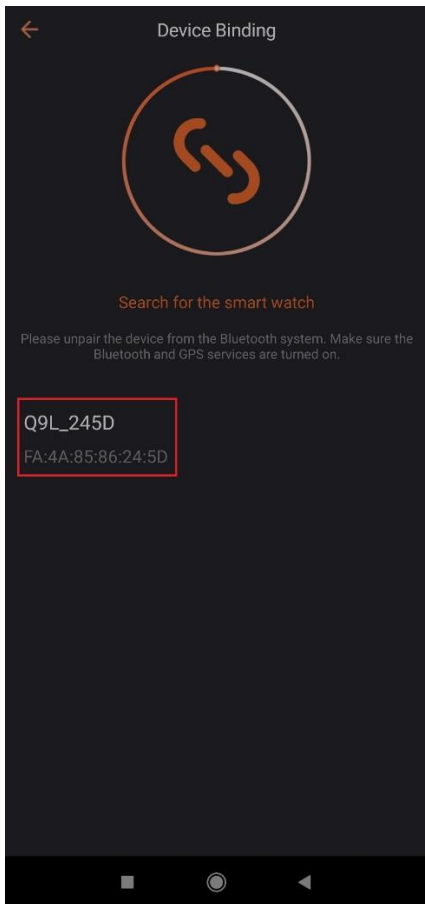 Device Binding
Search for the smart watch
Please unpair the device from the Bluetooth system. Make sure the
Bluetooth and GPS services are turned on.
Q9L_245D
FA:4A:85:86:24:5D